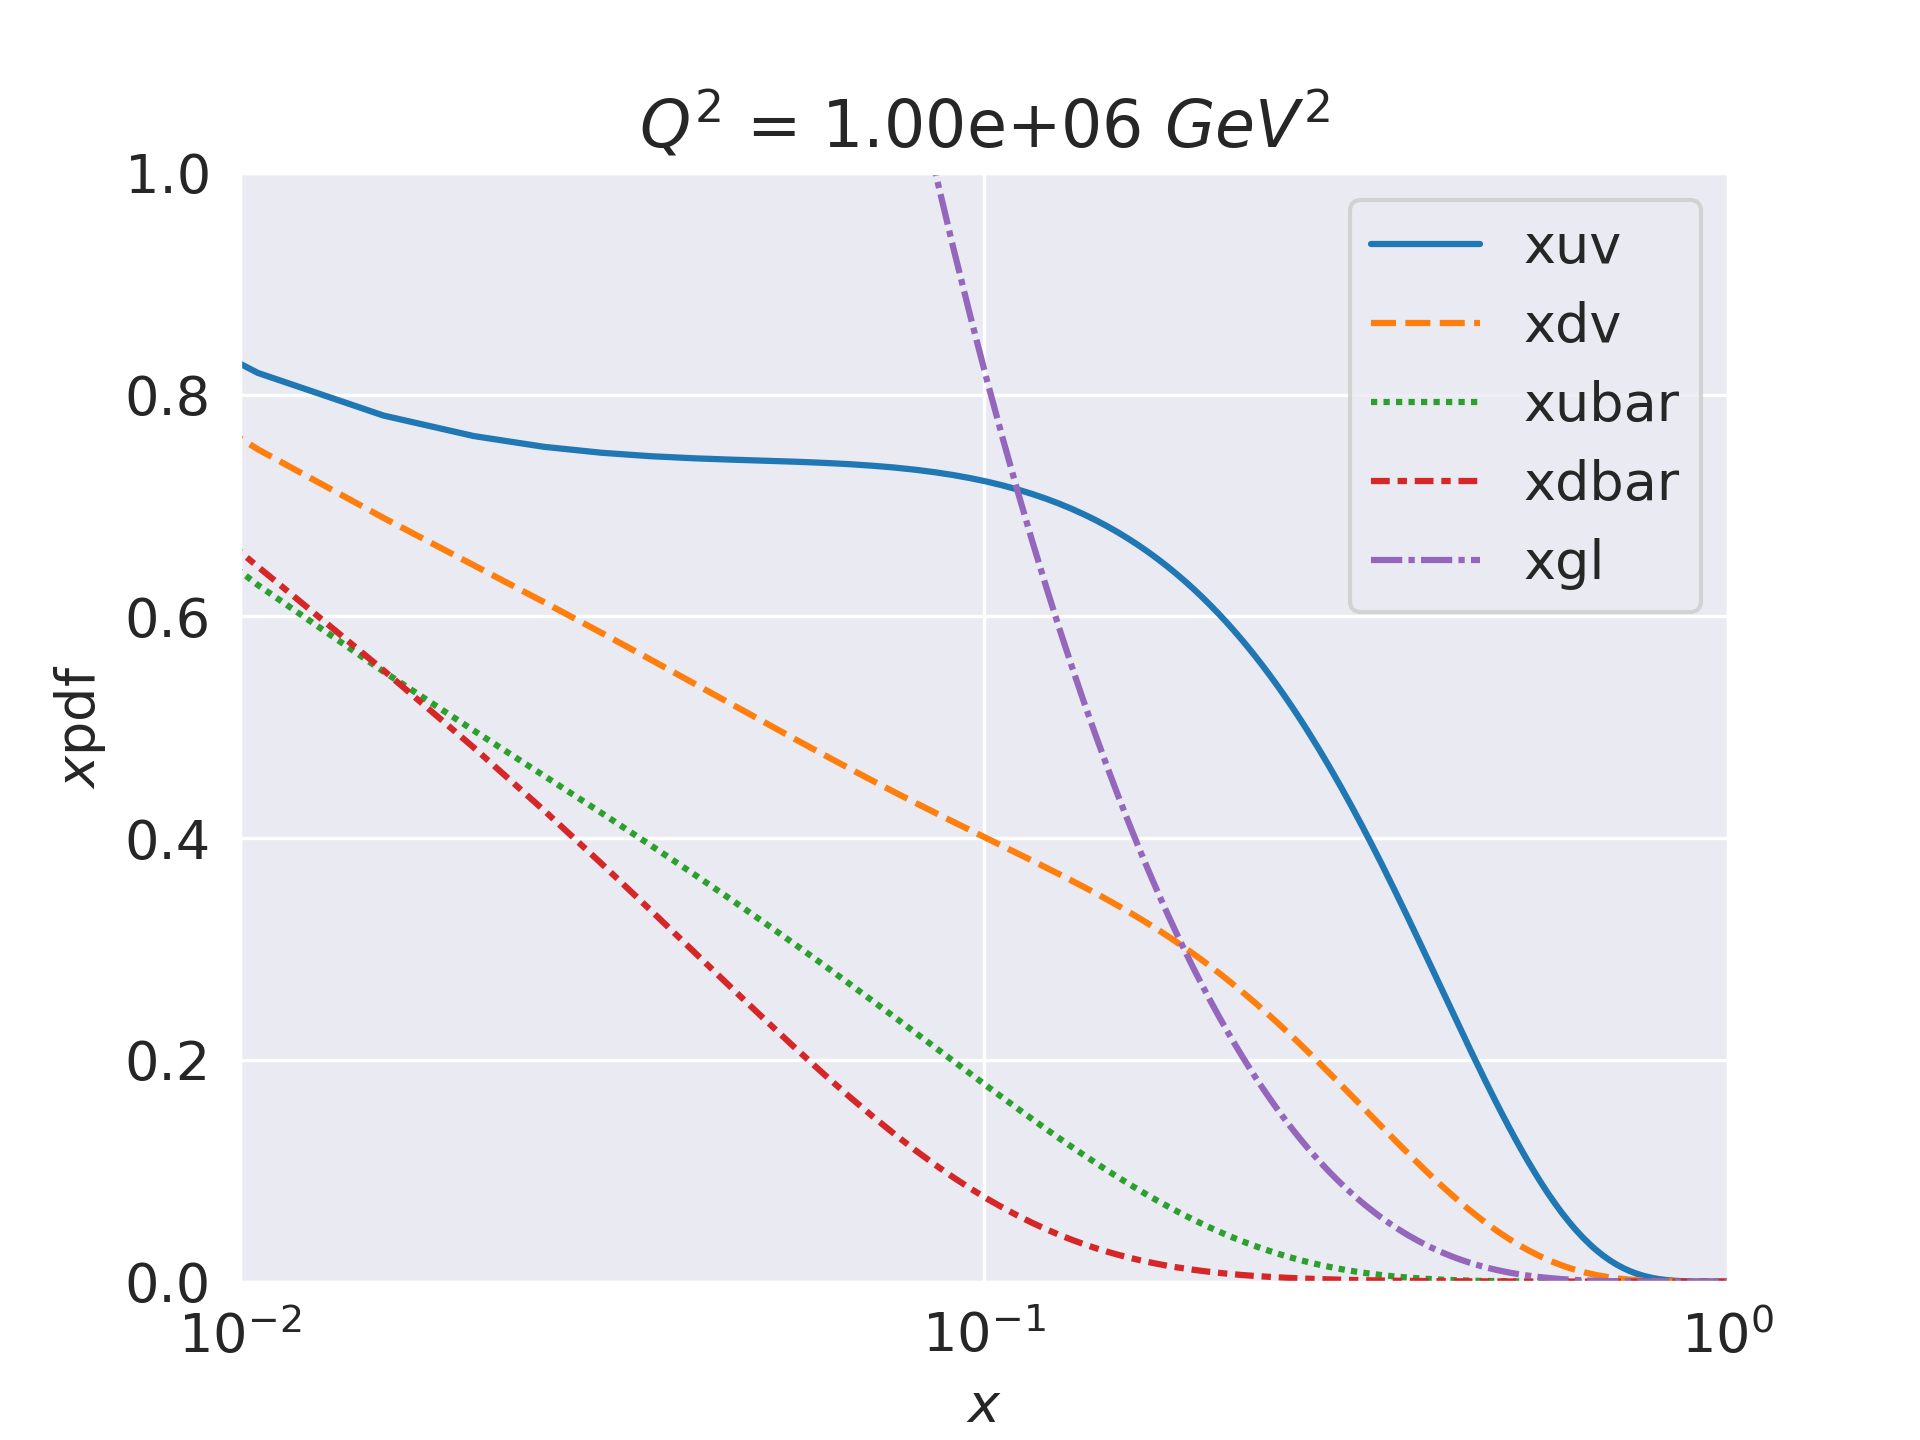 Q² = 1.00e+06 GeV²
1.0
0.8
0.6
0.4
0.2
0.0
xpdf
10⁻² 10⁻¹ 10⁰
x
xuv
xdv
xubar
xdbar
xgl